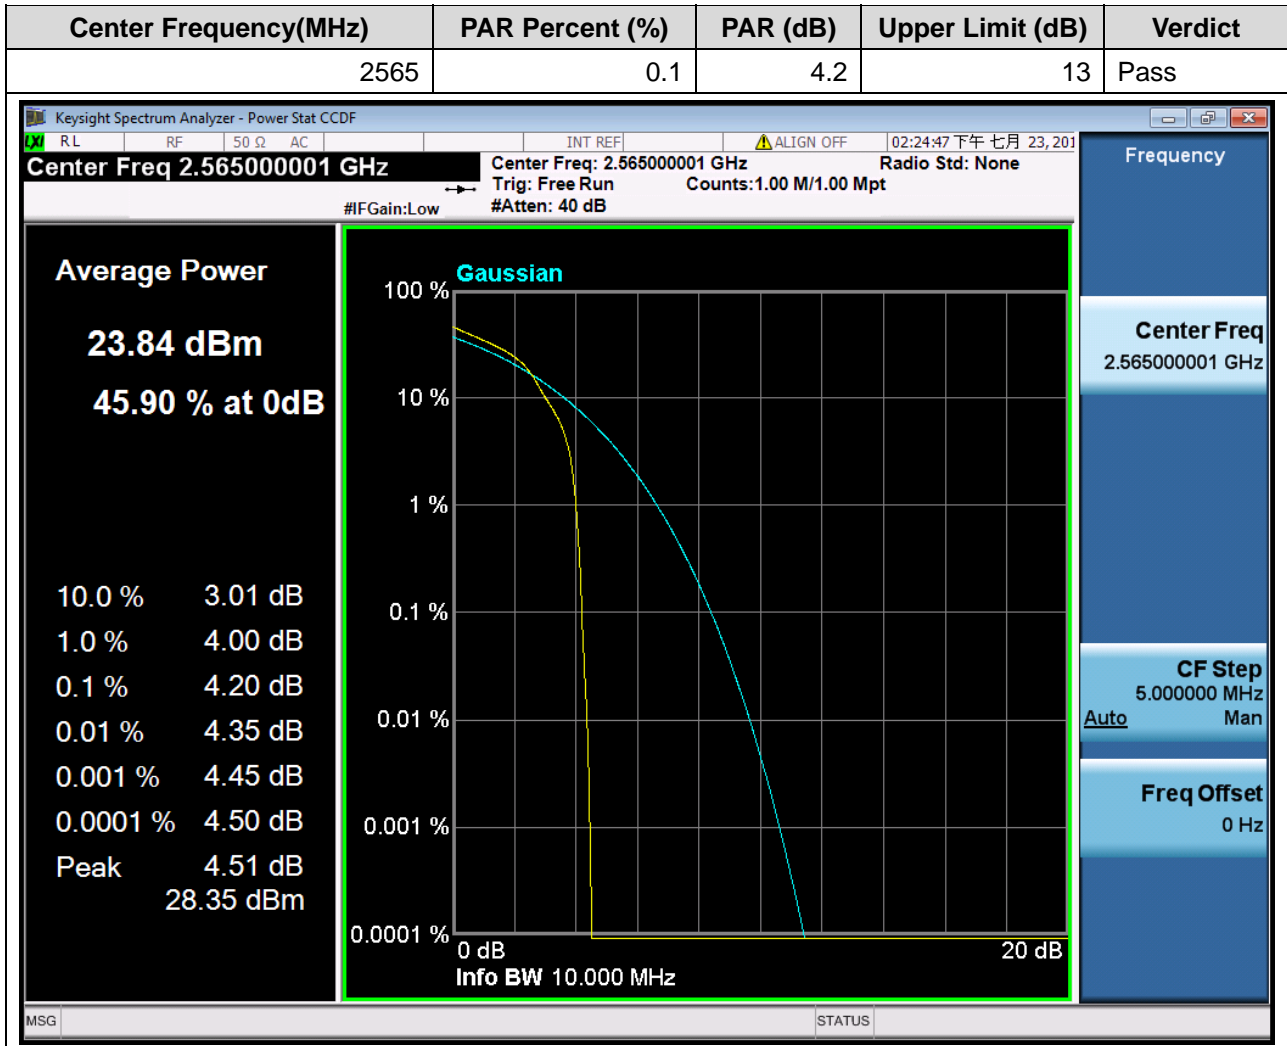 Center Frequency(MHz) PAR Percent (%) PAR (dB) Upper Limit (dB) Verdict
2565 0.1 4.2 13 Pass
Keysight Spectrum Analyzer - Power Stat CCDF
LXI RL RF 50 Ω AC INT REF ALIGN OFF 02:24:47 下午 七月 23, 201
Center Freq 2.565000001 GHz
Center Freq: 2.565000001 GHz Radio Std: None
Trig: Free Run Counts:1.00 M/1.00 Mpt
#IFGain:Low #Atten: 40 dB
Frequency
Average Power
23.84 dBm
45.90 % at 0dB
10.0 % 3.01 dB
1.0 % 4.00 dB
0.1 % 4.20 dB
0.01 % 4.35 dB
0.001 % 4.45 dB
0.0001 % 4.50 dB
Peak 4.51 dB
28.35 dBm
Gaussian
100 %
10 %
1 %
0.1 %
0.01 %
0.001 %
0.0001 %
0 dB 20 dB
Info BW 10.000 MHz
Center Freq
2.565000001 GHz
CF Step
5.000000 MHz
Auto Man
Freq Offset
0 Hz
MSG STATUS